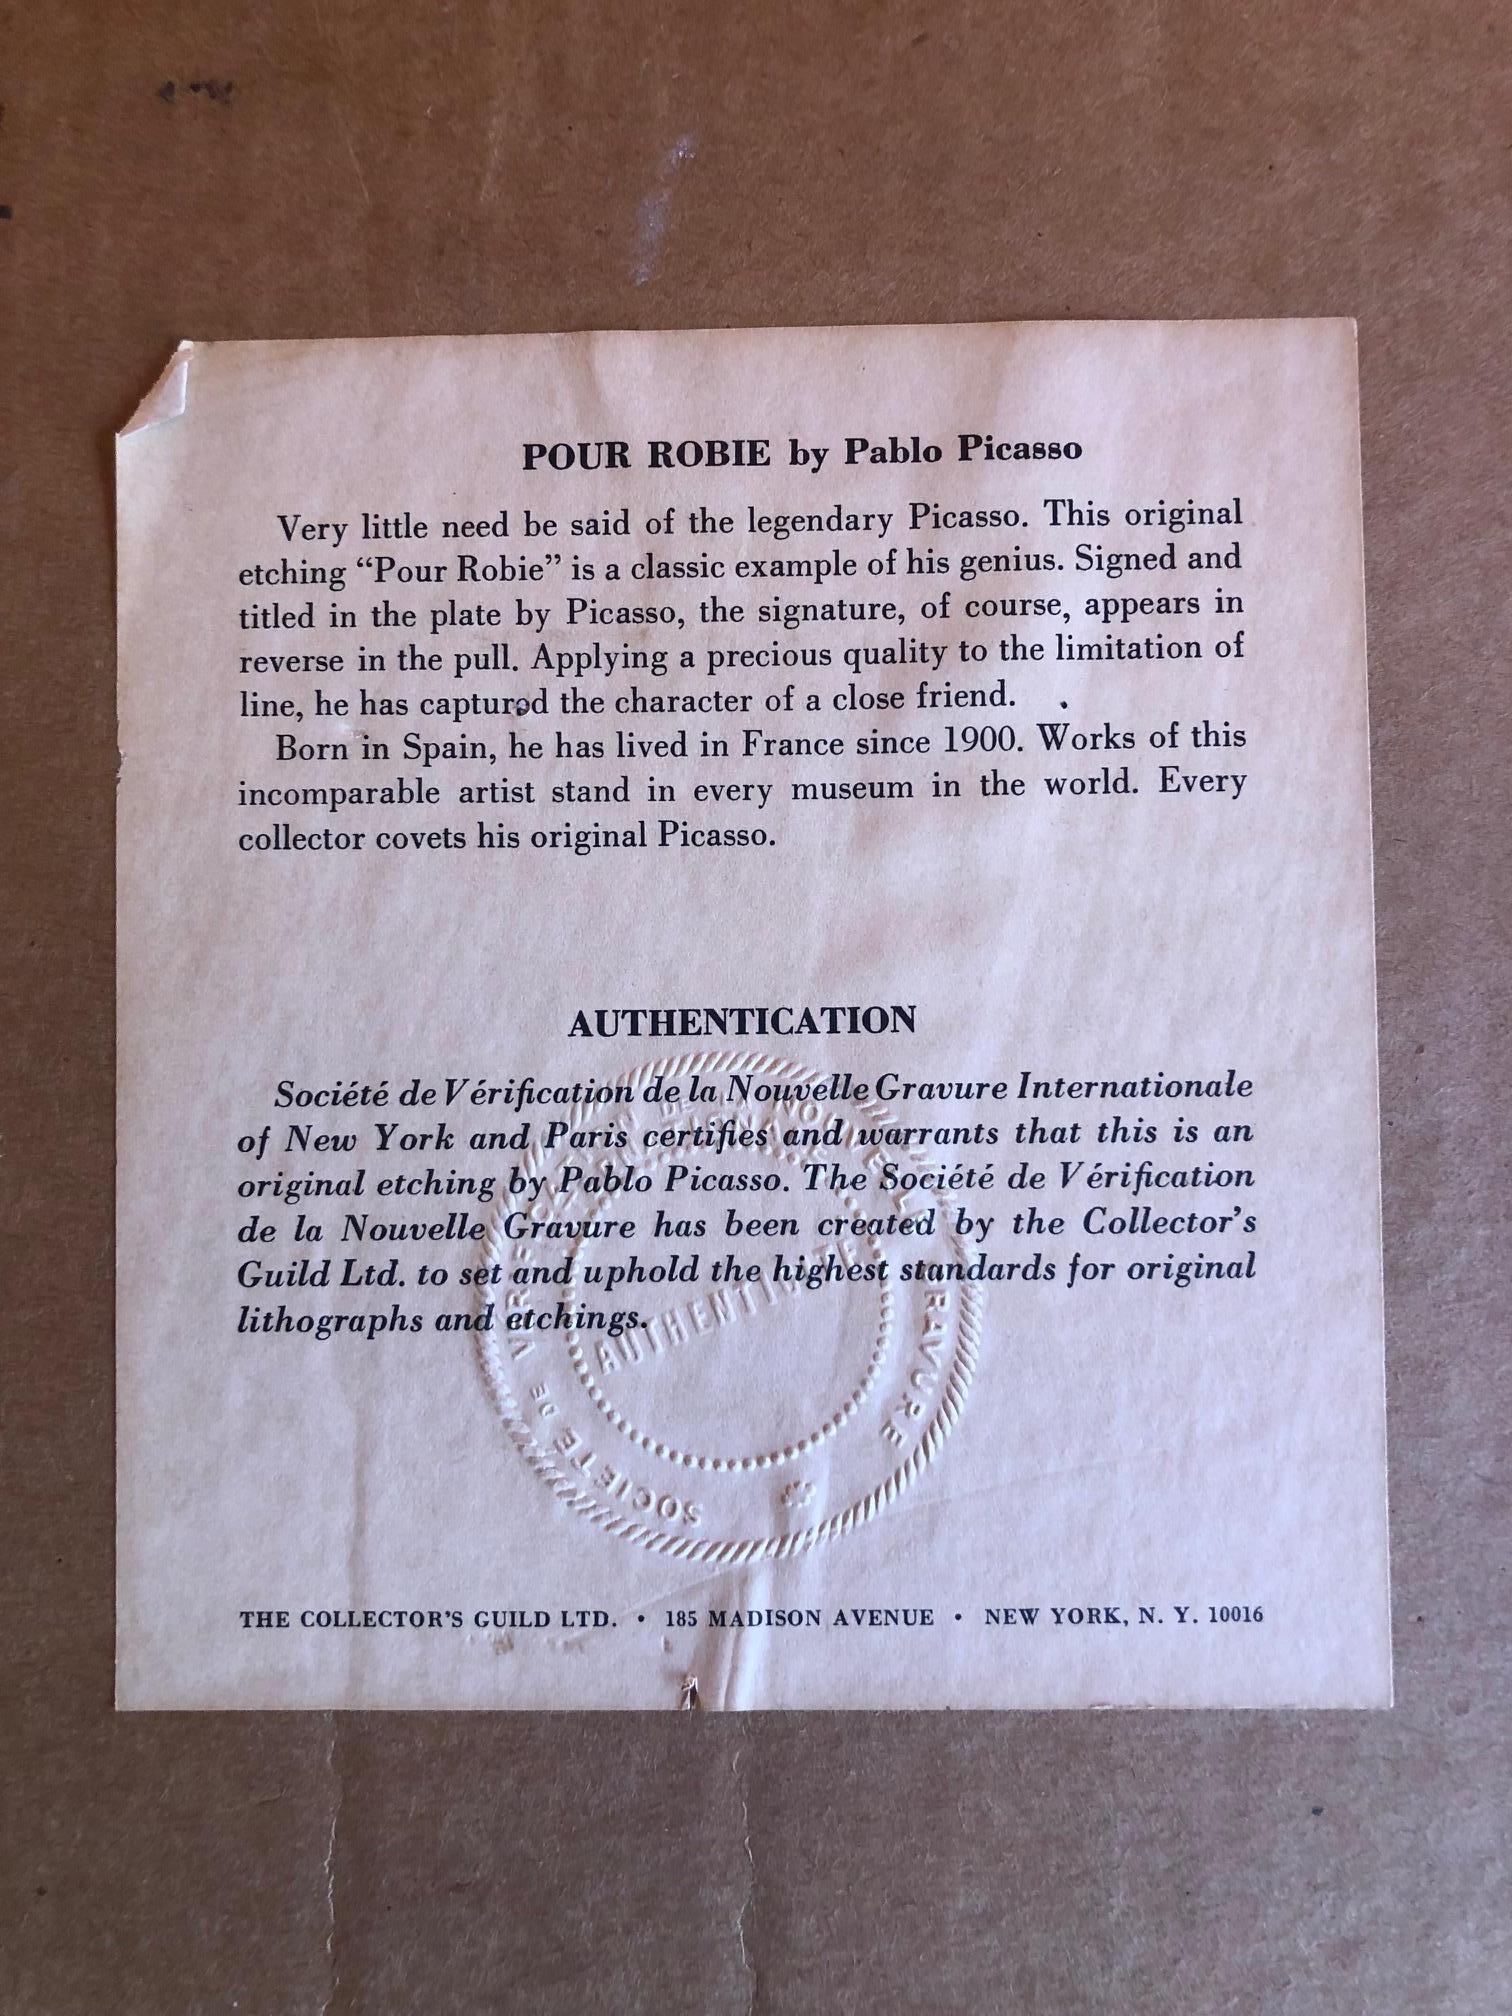 POUR ROBIE by Pablo Picasso
Very little need be said of the legendary Picasso. This original
etching “Pour Robie” is a classic example of his genius. Signed and
titled in the plate by Picasso, the signature, of course, appears in
reverse in the pull. Applying a precious quality to the limitation of
line, he has captured the character of a close friend.
Born in Spain, he has lived in France since 1900. Works of this
incomparable artist stand in every museum in the world. Every
collector covets his original Picasso.
AUTHENTICATION
Société de Vérification de la Nouvelle Gravure Internationale
of New York and Paris certifies and warrants that this is an
original etching by Pablo Picasso. The Société de Vérification
de la Nouvelle Gravure has been created by the Collector’s
Guild Ltd. to set and uphold the highest standards for original
lithographs and etchings.
SOCIETE DE
NOUVELLE GRAVURE
THE COLLECTOR’S GUILD LTD. • 185 MADISON AVENUE • NEW YORK, N. Y. 10016